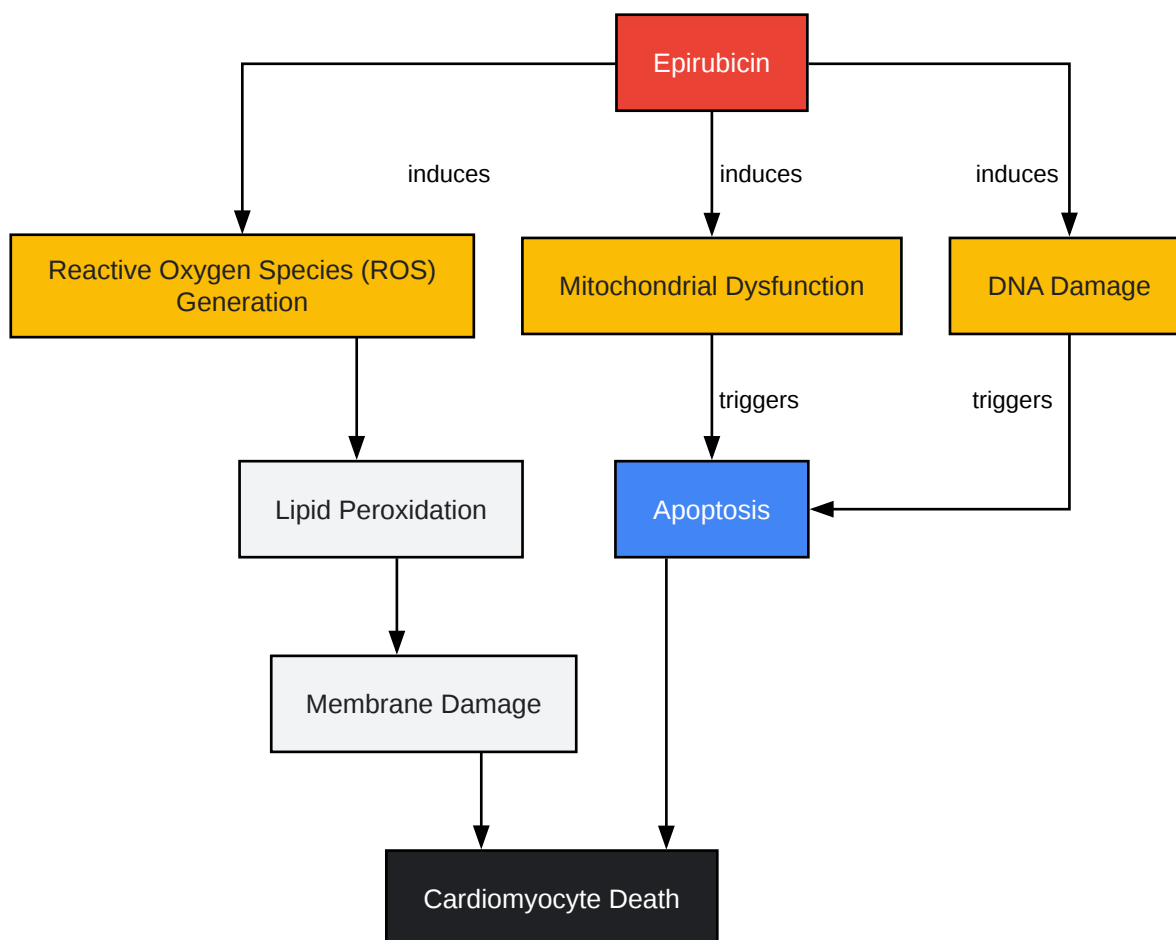 Epirubicin
induces
induces
induces
Reactive Oxygen Species (ROS)
Generation
Mitochondrial Dysfunction
DNA Damage
triggers
triggers
Lipid Peroxidation
Apoptosis
Membrane Damage
Cardiomyocyte Death